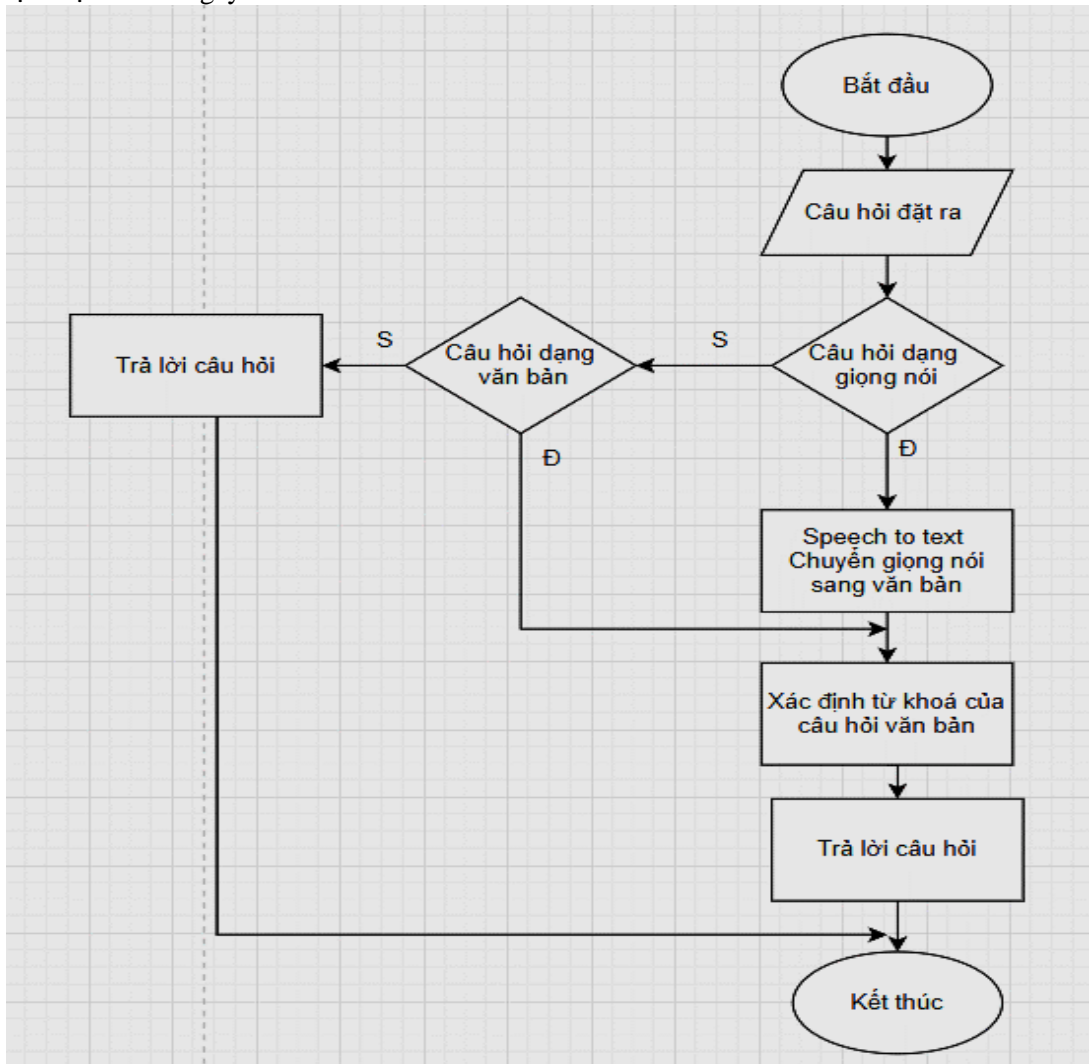 Bắt đầu
Câu hỏi đặt ra
Câu hỏi dạng
giọng nói
S
Câu hỏi dạng
văn bản
S
Trả lời câu hỏi
Đ
Đ
Speech to text
Chuyển giọng nói
sang văn bản
Xác định từ khoá của
câu hỏi văn bản
Trả lời câu hỏi
Kết thúc